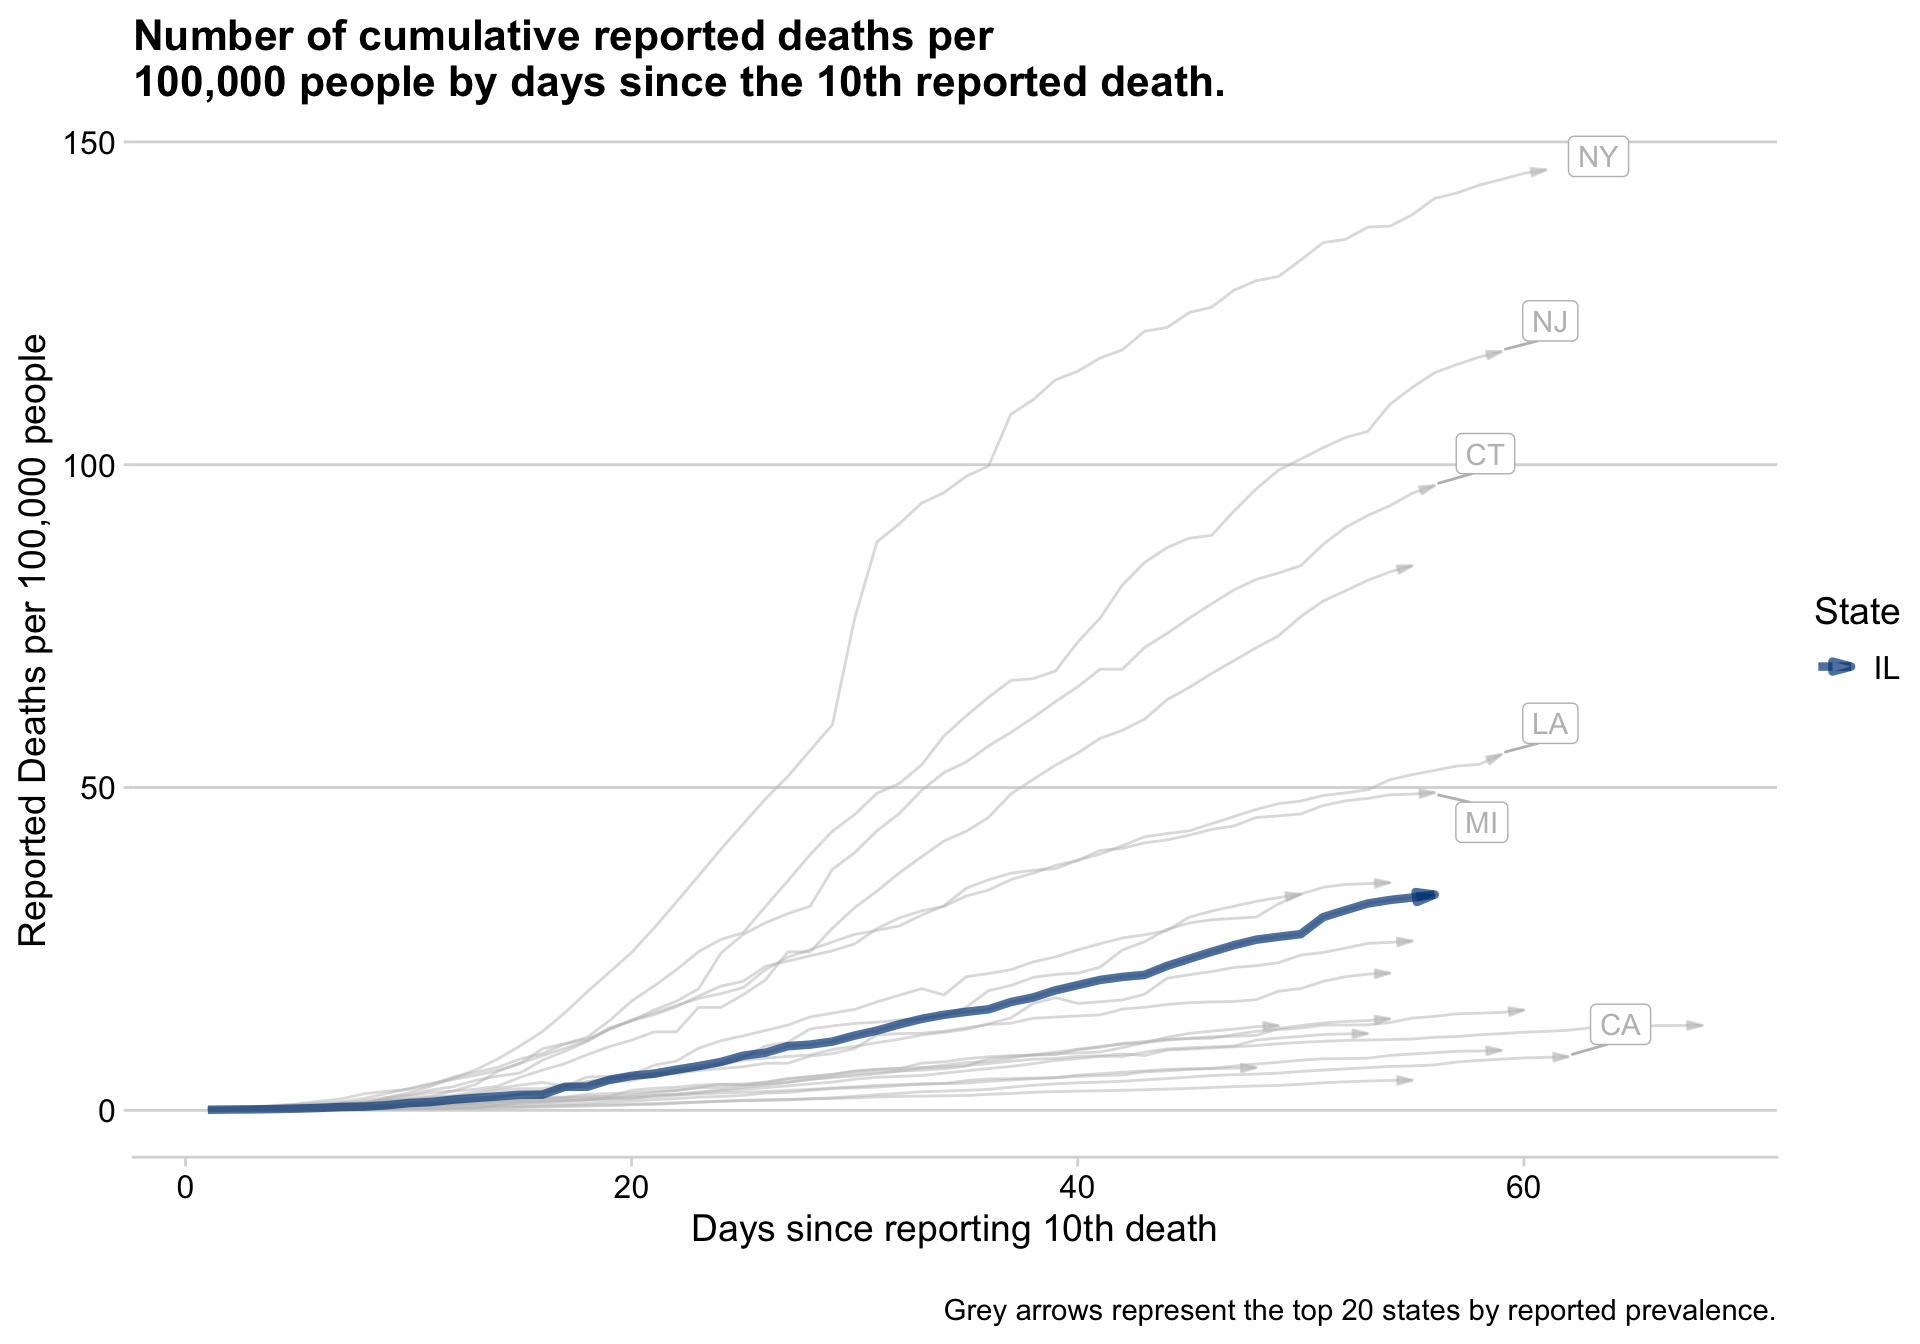 Number of cumulative reported deaths per
100,000 people by days since the 10th reported death.
Reported Deaths per 100,000 people
150
100
50
0
NY
NJ
CT
LA
MI
CA
State
IL
0
20
40
60
Days since reporting 10th death
Grey arrows represent the top 20 states by reported prevalence.